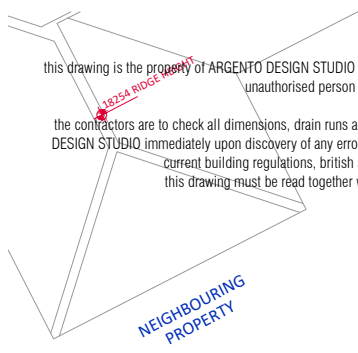 this drawing is the property of ARGENTO DESIGN STUDIO
unauthorised person
18254 RIDGE HEIGHT
the contractors are to check all dimensions, drain runs a
DESIGN STUDIO immediately upon discovery of any erro
current building regulations, british
this drawing must be read together
NEIGHBOURING
PROPERTY